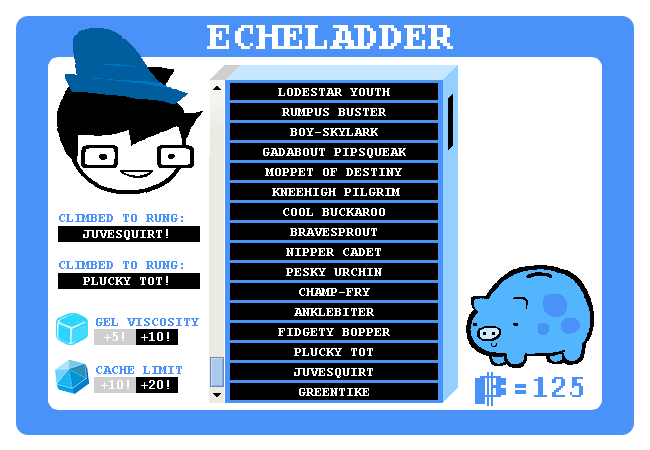 ECHELADDER
LODESTAR YOUTH
RUMPUS BUSTER
BOY-SKYLARK
GADABOUT PIPSQUEAK
MOPPET OF DESTINY
KNEEHIGH PILGRIM
COOL BUCKAROO
BRAVESPROUT
NIPPER CADET
PESKY URCHIN
CHAMP-FRY
ANKLEBITER
FIDGETY BOPPER
PLUCKY TOT
JUVESQUIRT
GREENTIKE
CLIMBED TO RUNG:
JUVESQUIRT!
CLIMBED TO RUNG:
PLUCKY TOT!
GEL VISCOSITY
+5! +10!
CACHE LIMIT
+10! +20!
=125